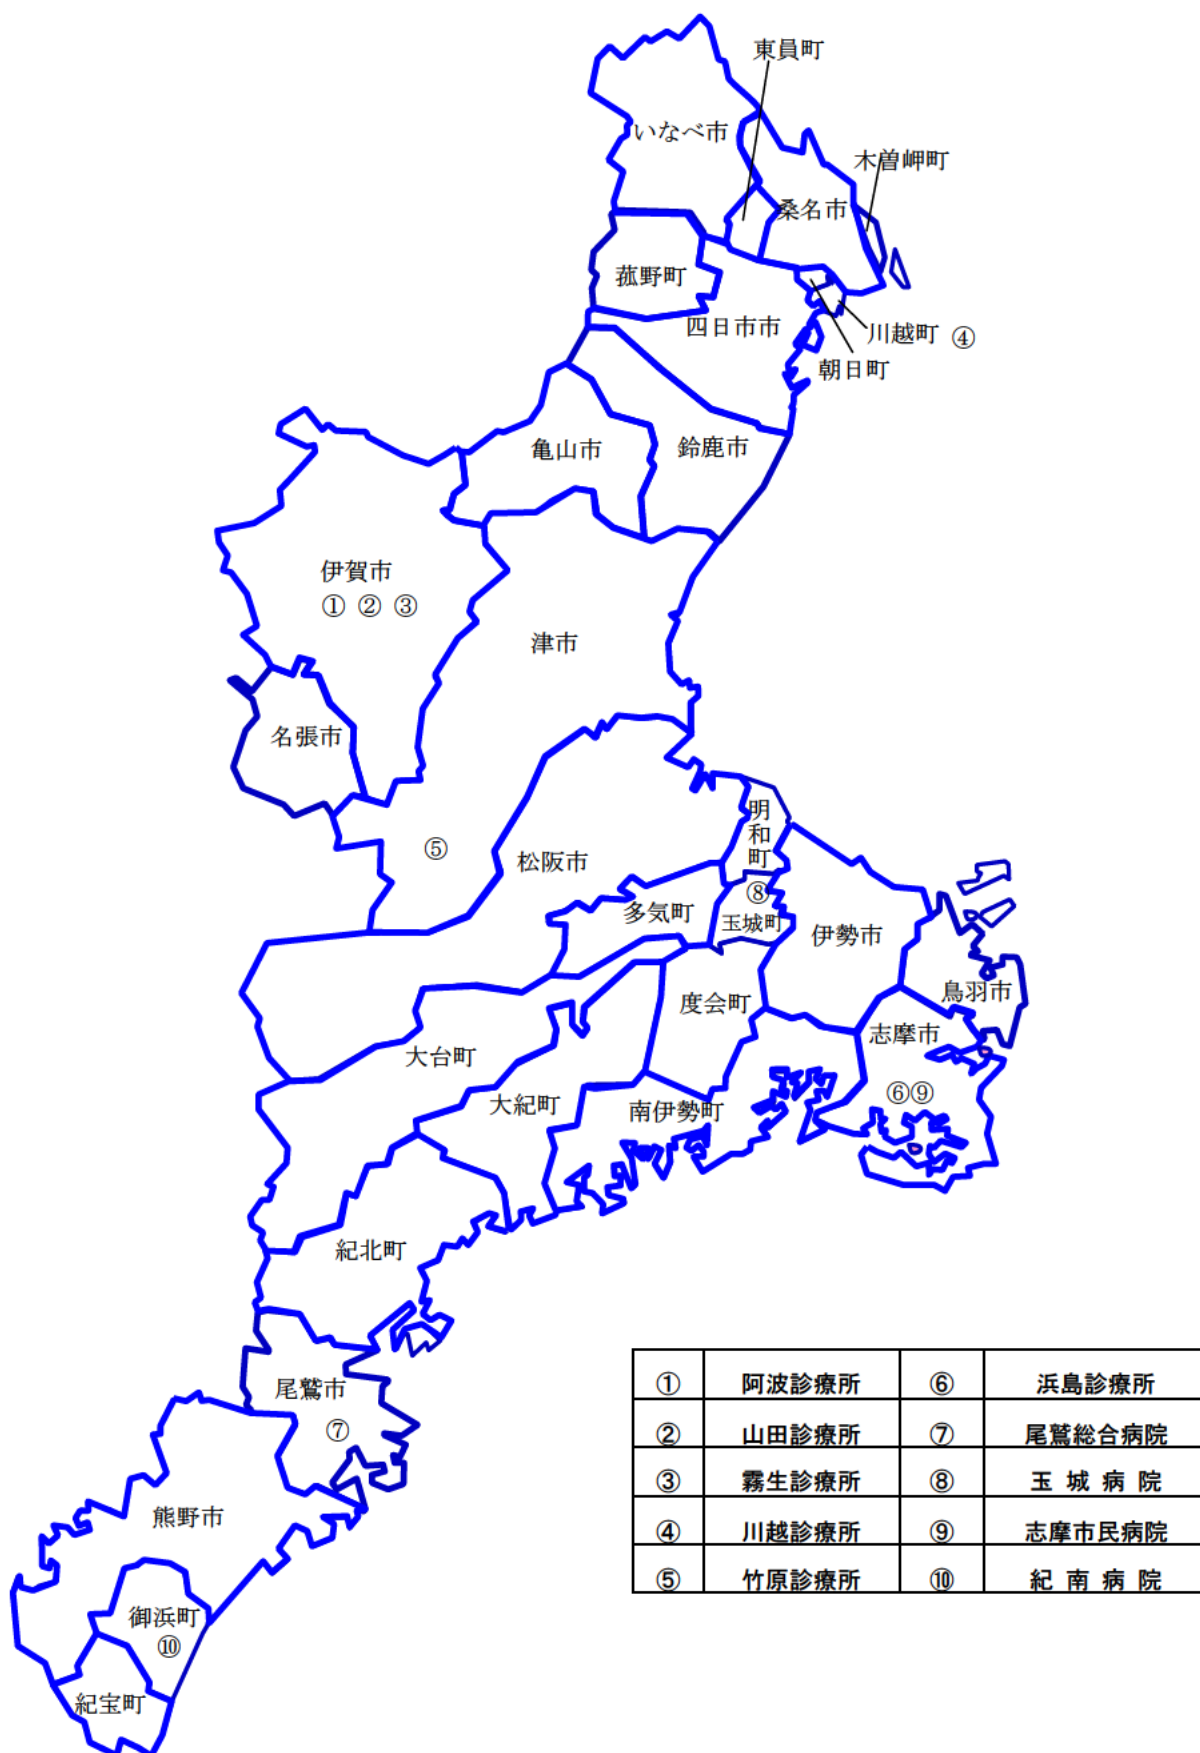 東員町
いなべ市
木曽岬町
桑名市
菰野町
四日市市
川越町 ④
朝日町
亀山市
鈴鹿市
伊賀市
① ② ③
津市
名張市
明和町
⑤
松阪市
⑧
多気町
玉城町
伊勢市
鳥羽市
度会町
志摩市
大台町
⑥⑨
大紀町
南伊勢町
紀北町
尾鷲市
⑦
熊野市
御浜町
⑩
紀宝町
① 阿波診療所 ⑥ 浜島診療所
② 山田診療所 ⑦ 尾鷲総合病院
③ 霧生診療所 ⑧ 玉 城 病 院
④ 川越診療所 ⑨ 志摩市民病院
⑤ 竹原診療所 ⑩ 紀 南 病 院